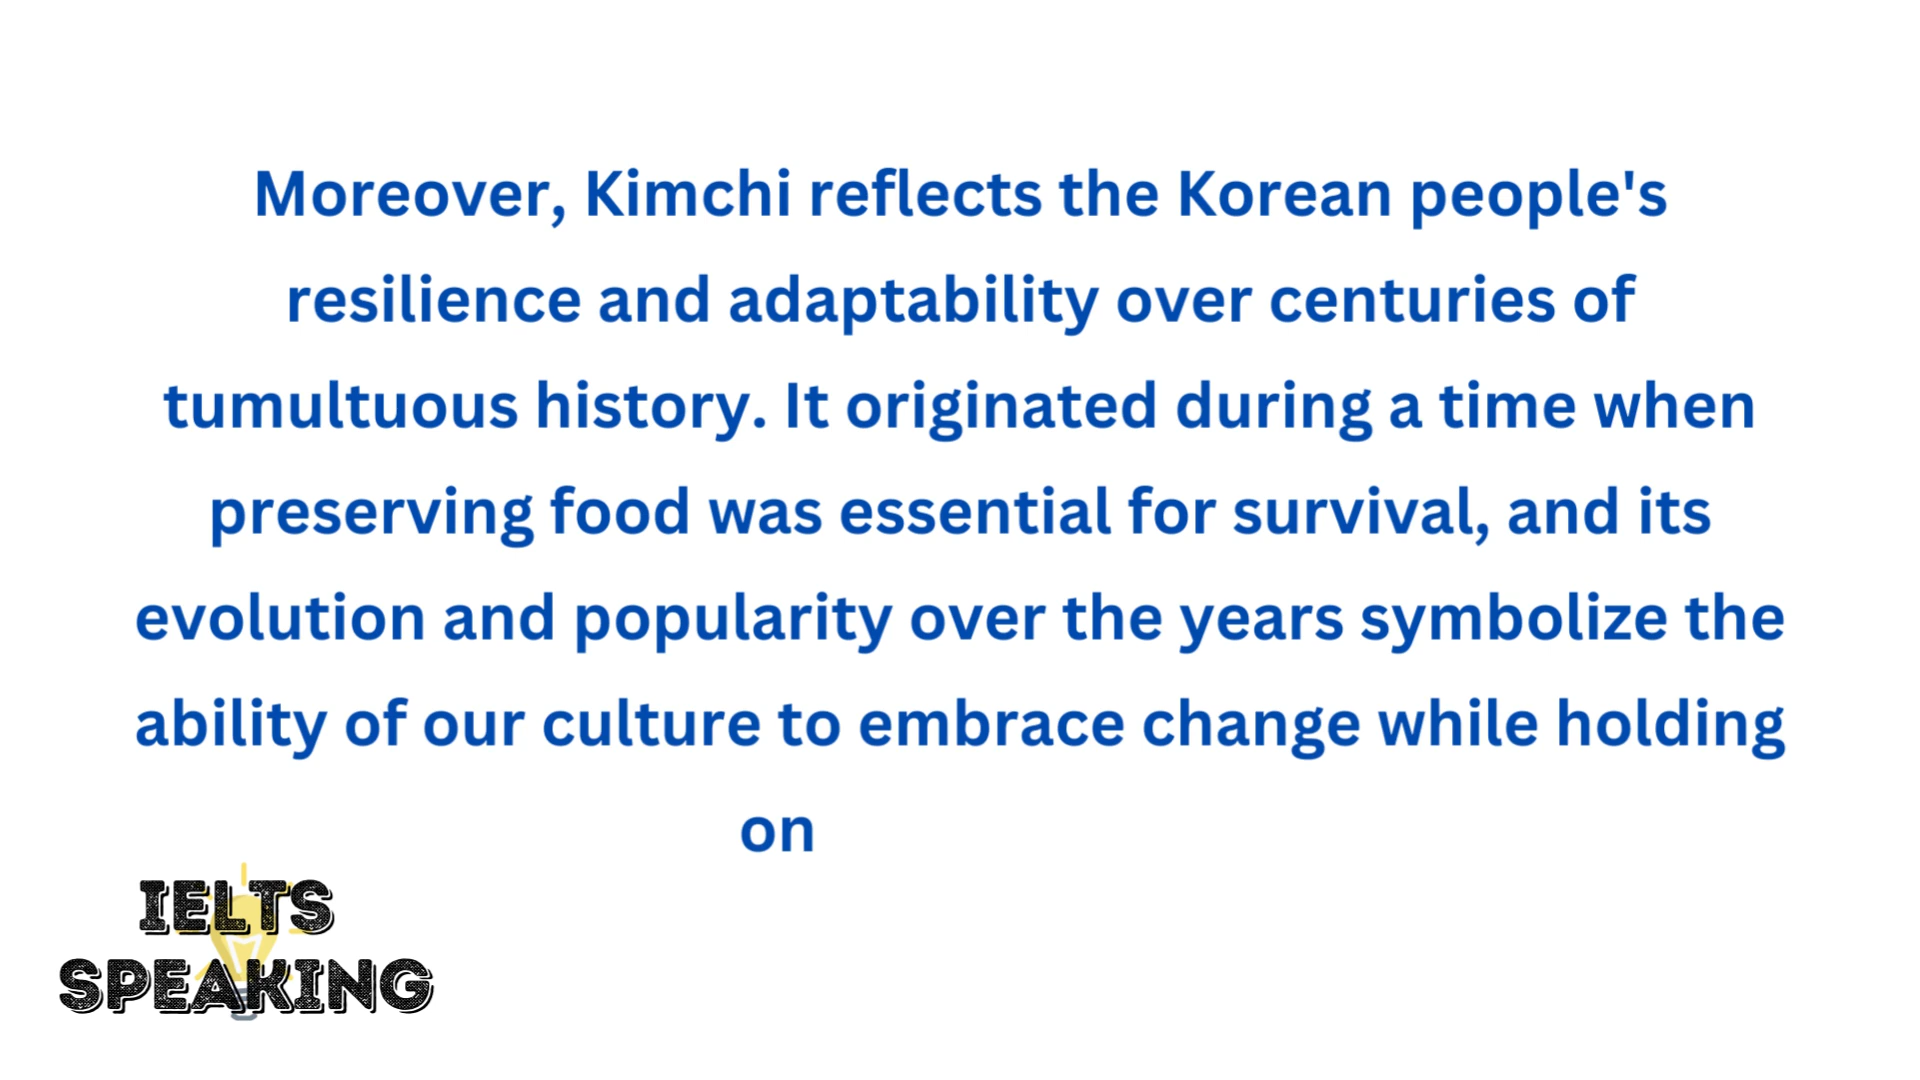 Moreover, Kimchi reflects the Korean people's
resilience and adaptability over centuries of
tumultuous history. It originated during a time when
preserving food was essential for survival, and its
evolution and popularity over the years symbolize the
ability of our culture to embrace change while holding
on
IELTS
SPEAKING